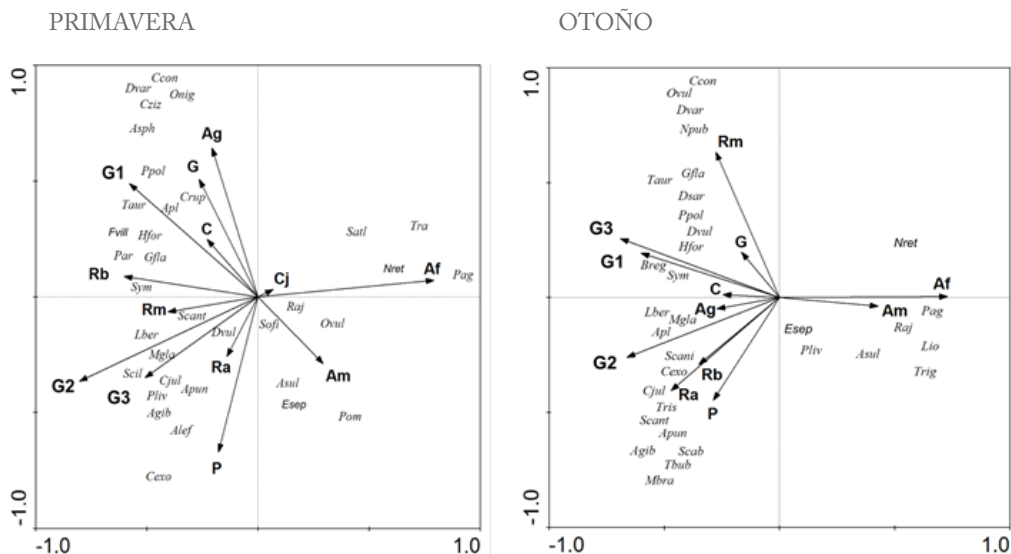 PRIMAVERA
1.0
Ccon
Dvar
Onig
Cziz
Asph
Ag
G1
Ppol
G
Taur
Apl
Crup
Fvill
Hfor
C
Satl
Tra
Par
Gfla
Rb
Sym
Cj
Nret
Af
Pag
Rm
Scant
Raj
Sofi
Ovul
Lber
Dvul
Mgla
Ra
Scil
G2
G3
Cjul
Apun
Pliv
Am
Asul
Esep
Agib
Pom
Alef
P
Cexo
-1.0
-1.0
1.0
OTOÑO
1.0
Ccon
Ovul
Dvar
Npub
Rm
Taur
Gfla
Dsar
Ppol
G3
Dvul
Hfor
G
Nret
G1
Breg
Sym
C
Af
Ag
Am
Pag
Lber
Mgla
Apl
Esep
Raj
G2
Scani
Pliv
Asul
Lio
Cexo
Rb
Trig
Cjul
Ra
Tris
P
Scant
Apun
Agib
Scab
Tbub
Mbra
-1.0
-1.0
1.0